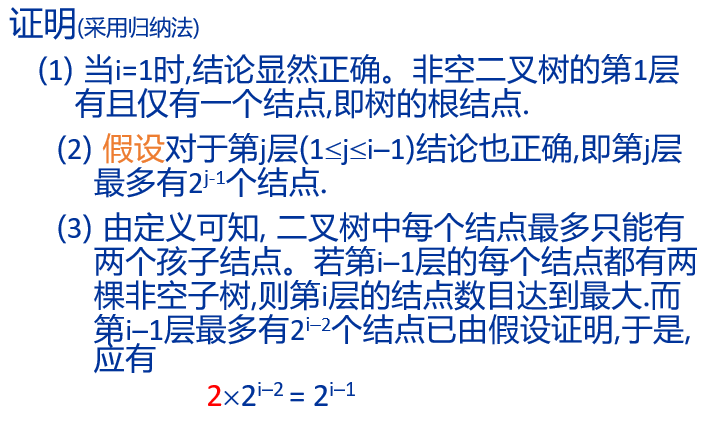 证明(采用归纳法)
(1) 当i=1时,结论显然正确。非空二叉树的第1层
有且仅有一个结点,即树的根结点.
(2) 假设对于第j层(1≤j≤i–1)结论也正确,即第j层
最多有2^{j-1}个结点.
(3) 由定义可知, 二叉树中每个结点最多只能有
两个孩子结点。若第i–1层的每个结点都有两
棵非空子树,则第i层的结点数目达到最大.而
第i–1层最多有2^{i–2}个结点已由假设证明,于是,
应有
2×2^{i–2} = 2^{i–1}